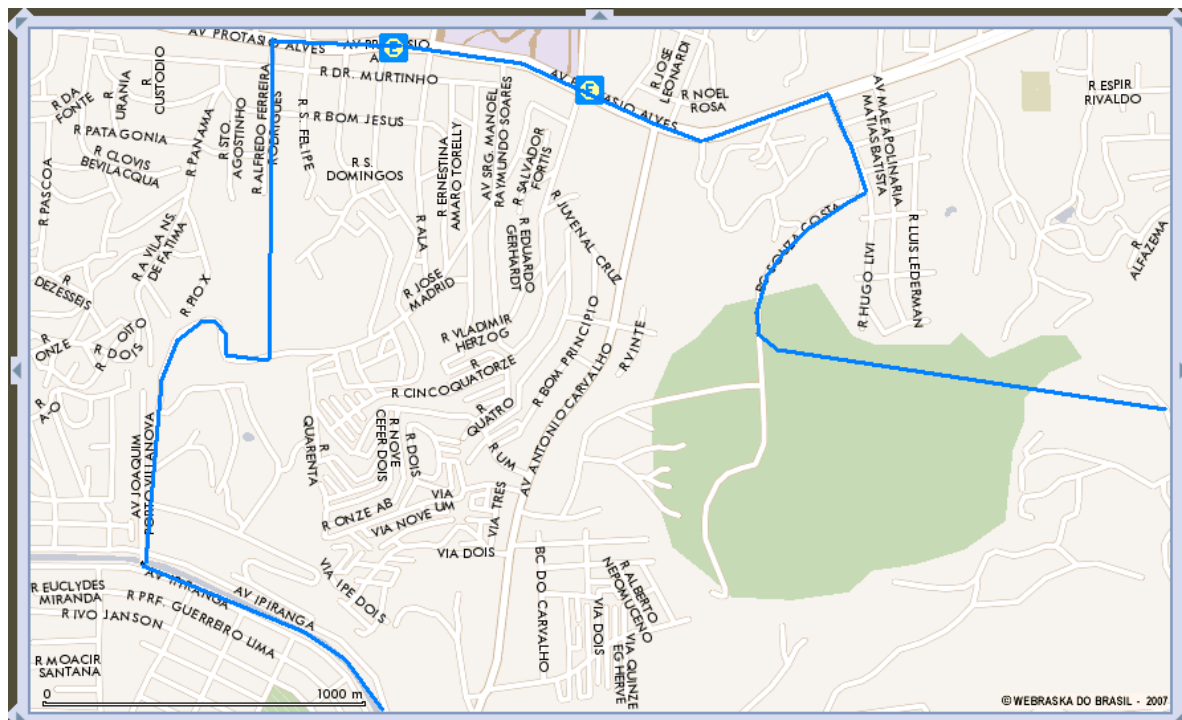 AV PROTASIO ALVES
AV PROTASIO
A
E
E
AV PROTASIO ALVES
R DR. MURTINHO
R JOSE
LEONARDI
R NOEL
ROSA
R ESPIR
RIVALDO
R DA
FONTE
R
URANIA
R
CUSTODIO
R PATAGONIA
R CLOVIS
BEVILACQUA
R PANAMA
R STO
AGOSTINHO
R ALFREDO FERREIRA
RODRIGUES
R S. FELIPE
R BOM JESUS
R S.
DOMINGOS
R ERNESTINA
AMARO TORELLY
AV SRG. MANOEL
RAYMUNDO SOARES
R SALVADOR
FORTIS
AV MAE APOLINARIA
MATIAS BATISTA
R PASCOA
R A VILA NS.
DE FATIMA
R ALA
R EDUARDO
GERHARDT
R JUVENAL CRUZ
BC SOUZA COSTA
R HUGO LIVI
R LUIS LEDERMAN
R
ALFAZEMA
R
DEZESSEIS
R PIO X
R JOSE
MADRID
R
ONZE
R OITO
R DOIS
R VLADIMIR
HERZOG
R BOM PRINCIPIO
R VINTE
R CINCOQUATORZE
R
A-O
R
QUATRO
AV ANTONIO CARVALHO
AV JOAQUIM
PORTO VILLANOVA
R
QUARENTA
R NOVE
CEFER DOIS
R DOIS
R UM
R ONZE AB
VIA
NOVE UM
VIA
VIA TRES
VIA DOIS
AV IPIRANGA
AV IPIRANGA
VIA IPE DOIS
BC DO CARVALHO
R ALBERTO
NEPOMUCENO
VIA DOIS
VIA QUINZE
EG HERVE
R EUCLYDES
MIRANDA
R PRF. GUERREIRO LIMA
R IVO JANSON
R MOACIR
SANTANA
0 1000 m
© WEBRASKA DO BRASIL - 2007